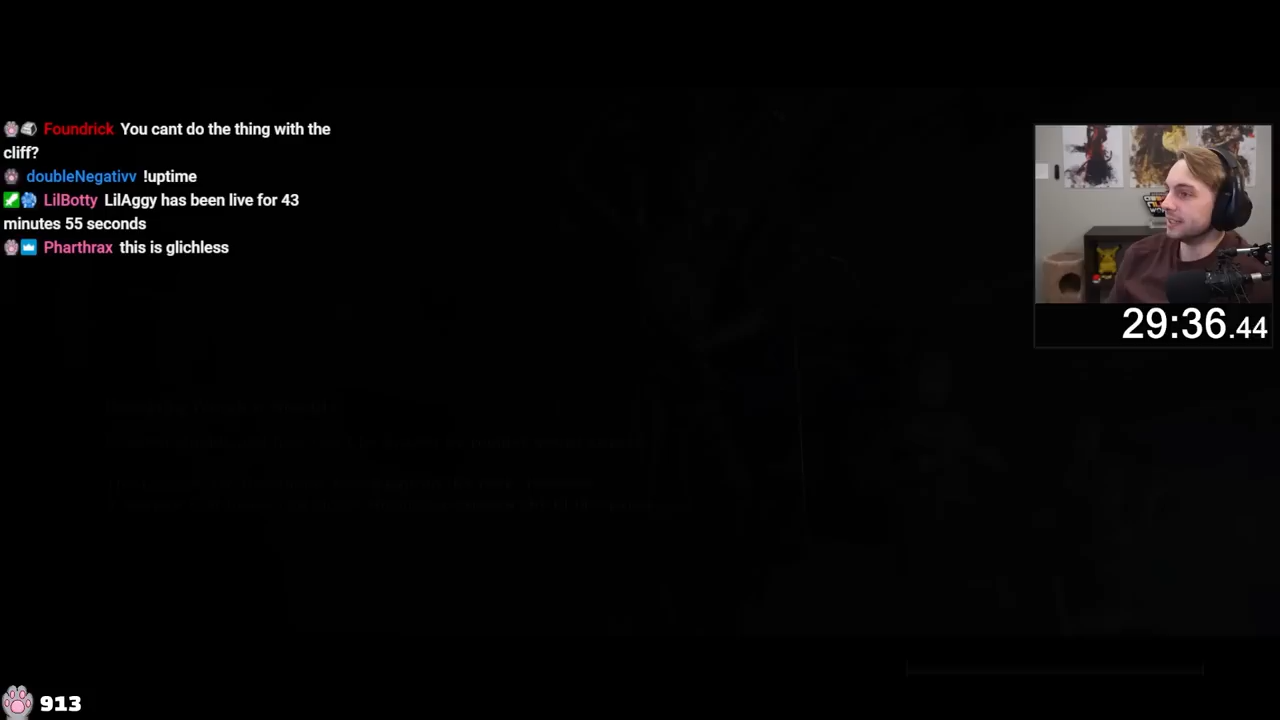 Foundrick You cant do the thing with the
cliff?
doubleNegativv !uptime
LilBotty LilAggy has been live for 43
minutes 55 seconds
Pharthrax this is glichless
29:36.44
913